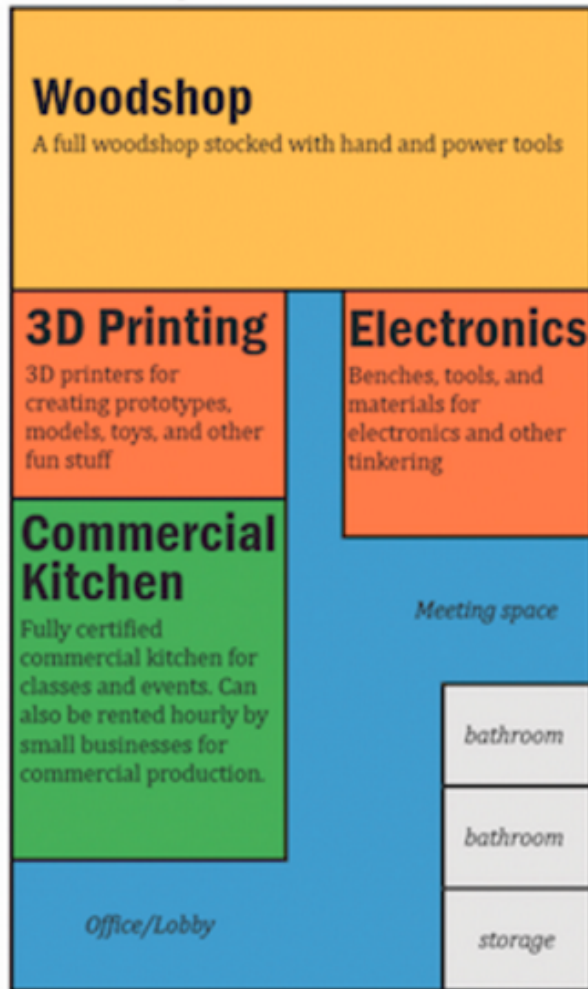 Woodshop
A full woodshop stocked with hand and power tools
3D Printing
3D printers for
creating prototypes,
models, toys, and other
fun stuff
Electronics
Benches, tools, and
materials for
electronics and other
tinkering
Commercial
Kitchen
Fully certified
commercial kitchen for
classes and events. Can
also be rented hourly by
small businesses for
commercial production.
Meeting space
bathroom
bathroom
Office/Lobby
storage